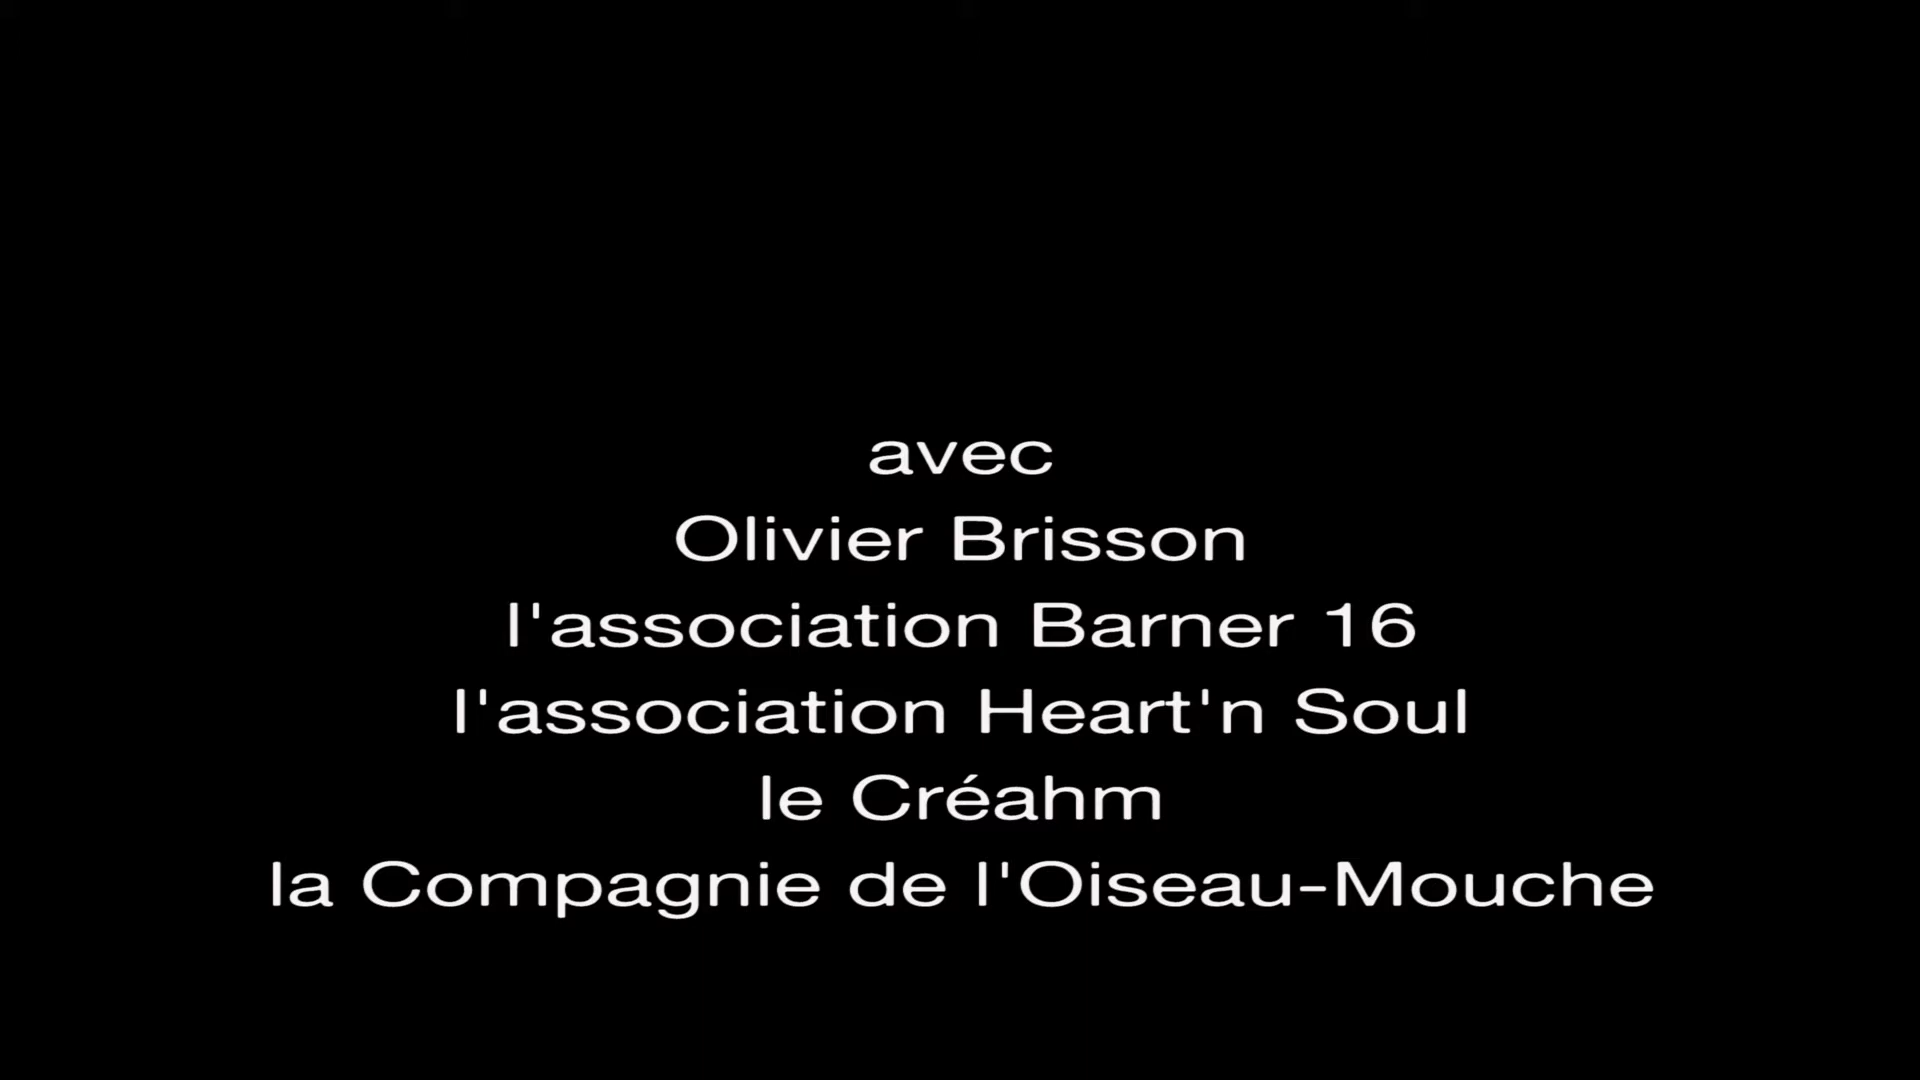 avec
Olivier Brisson
l'association Barner 16
l'association Heart'n Soul
le Créahm
la Compagnie de l'Oiseau-Mouche